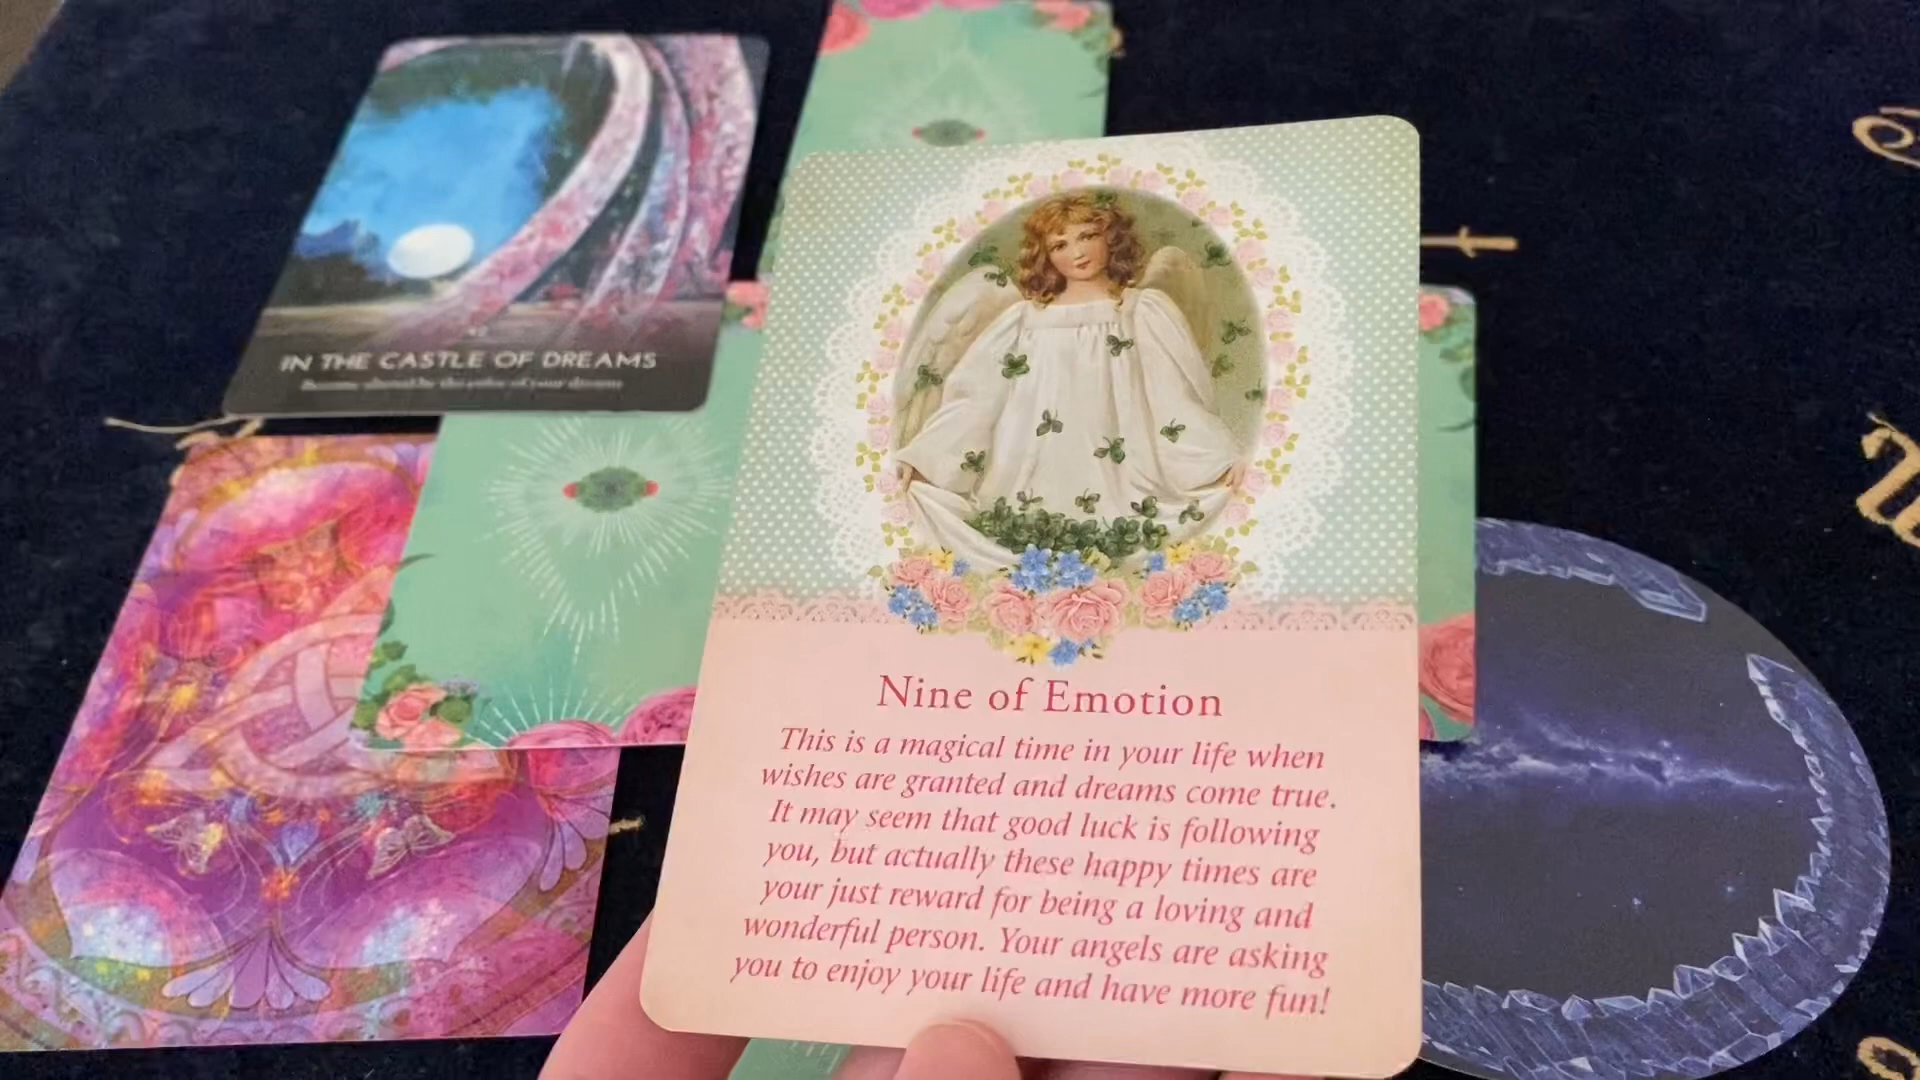 IN THE CASTLE OF DREAMS
Nine of Emotion
This is a magical time in your life when
wishes are granted and dreams come true.
It may seem that good luck is following
you, but actually these happy times are
your just reward for being a loving and
wonderful person. Your angels are asking
you to enjoy your life and have more fun!